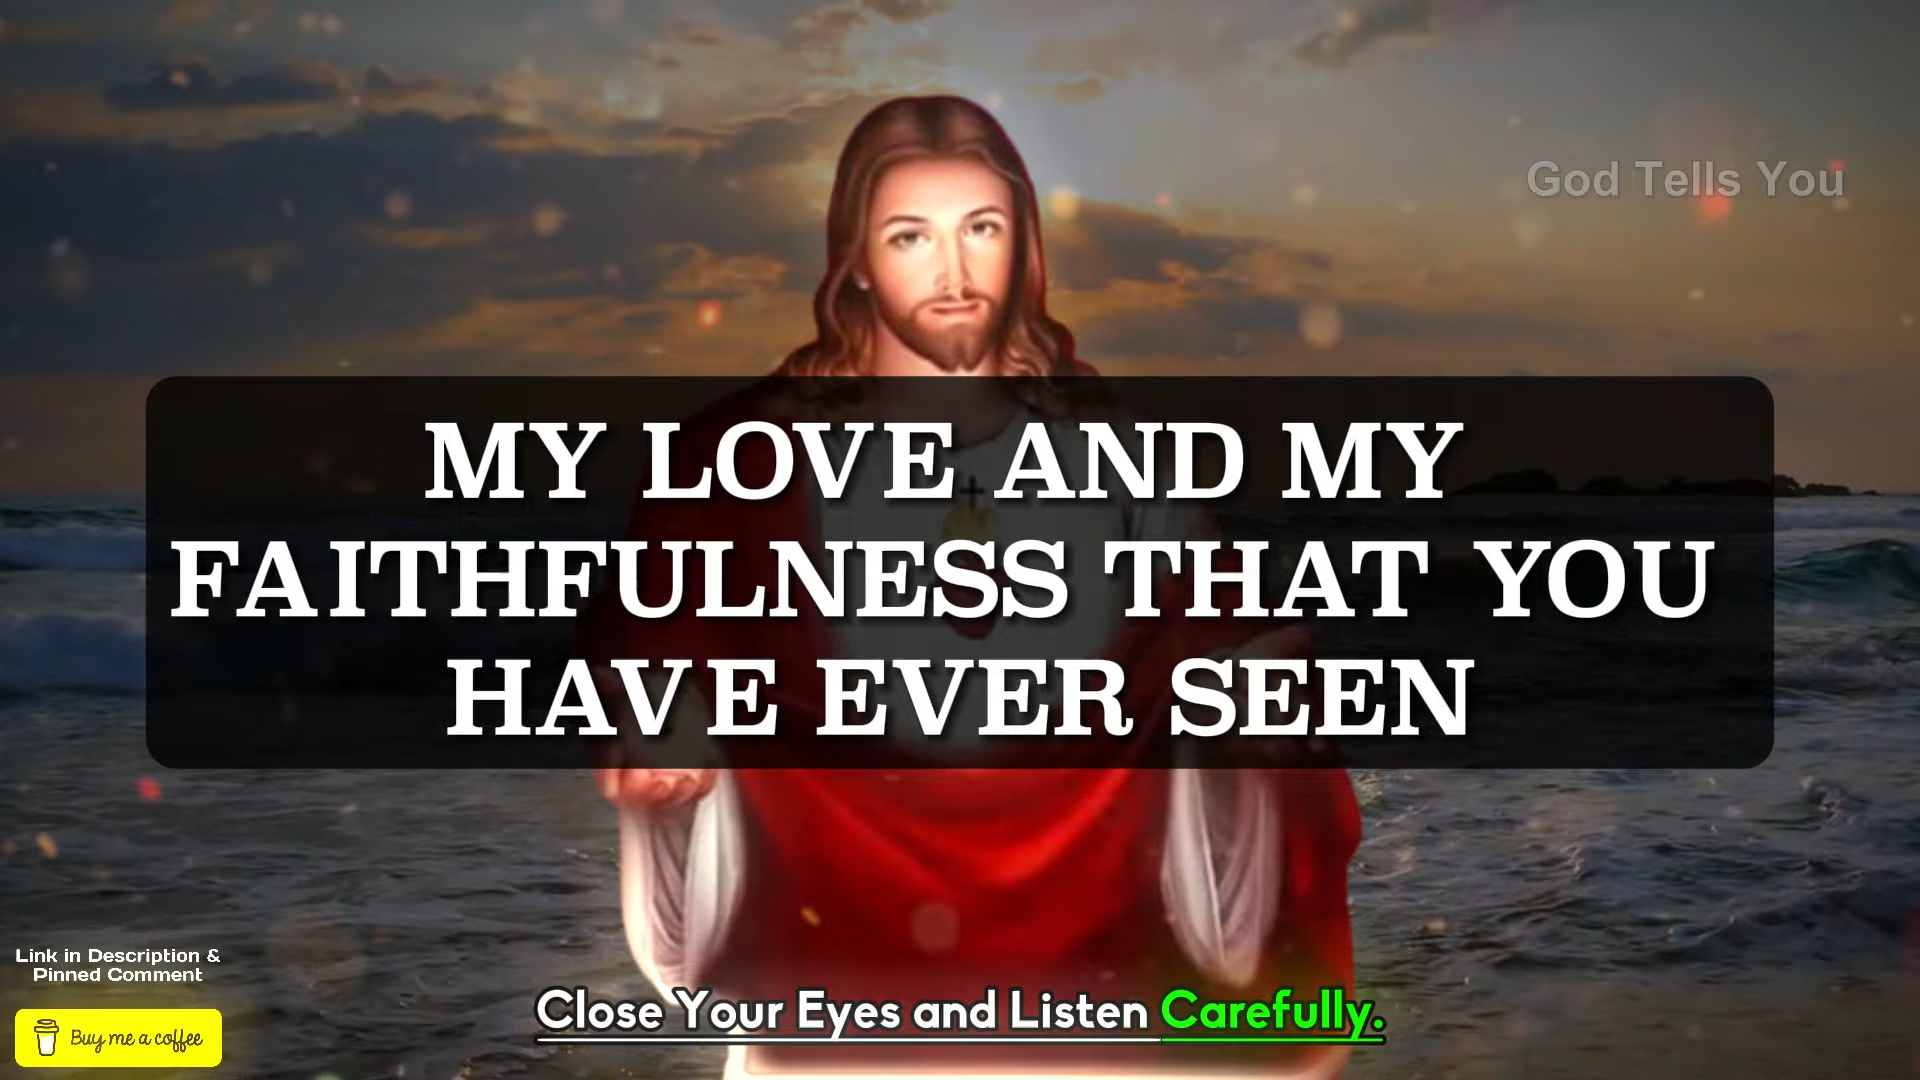 God Tells You
MY LOVE AND MY
FAITHFULNESS THAT YOU
HAVE EVER SEEN
Link in Description &
Pinned Comment
Buy me a coffee
Close Your Eyes and Listen Carefully.